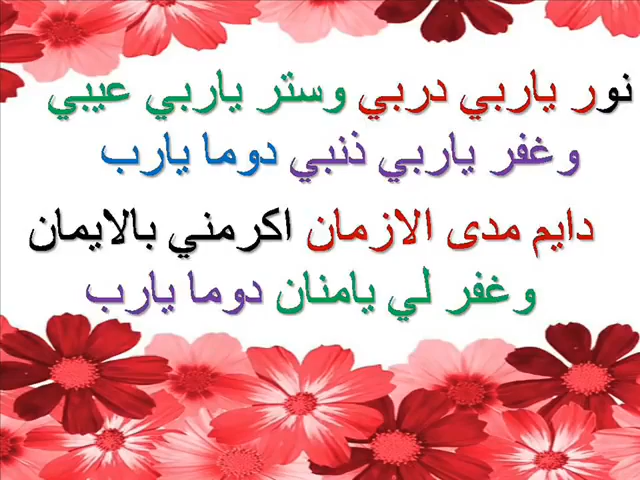 نور ياربي دربي وستر ياربي عيبي
وغفر ياربي ذنبي دوما يارب
دايم مدى الازمان اكرمني بالايمان
وغفر لي يامنان دوما يارب